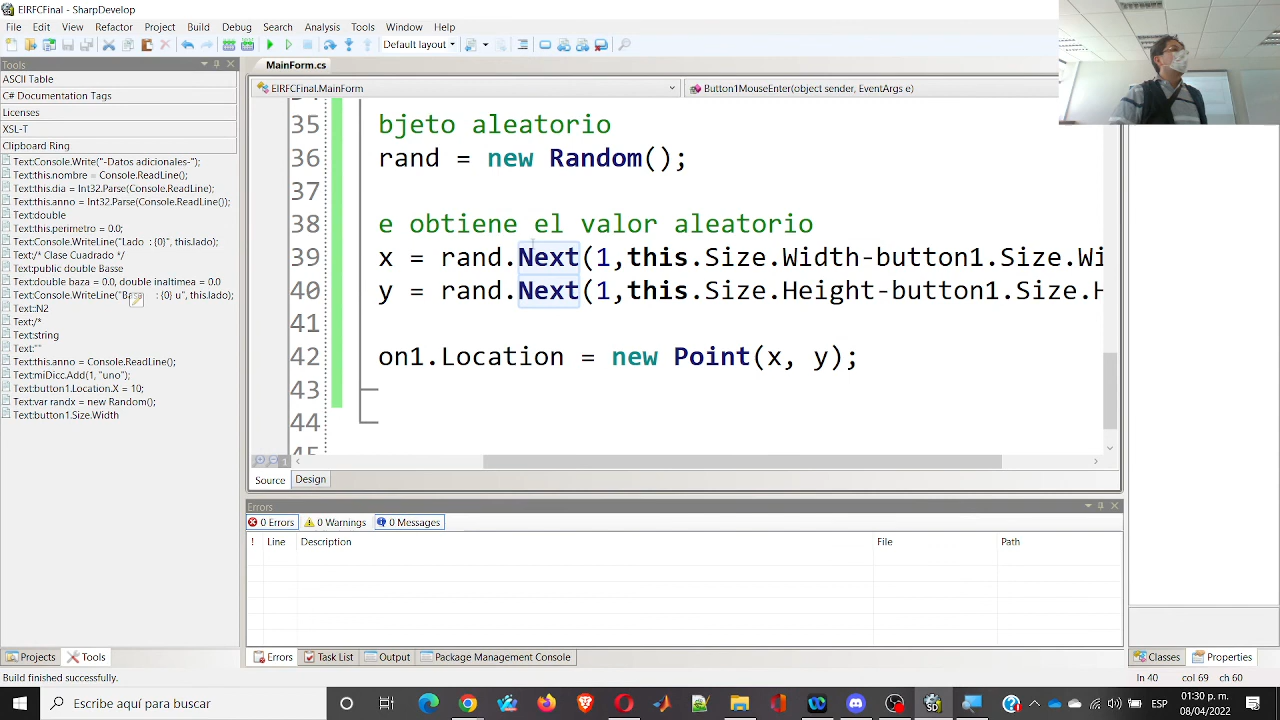 EIRFCFinal - SharpDevelop
File Edit View Project Build Debug Search Analysis Tools Window Help
Default layout
Tools
MainForm.cs
ASCII Table
C# Documentation Tags
Licenses
XSL-T
Clipboard Ring
Text:Console.Write("-Datos adicionales-");
Text:this.nombre = Console.ReadLine();
Text:this.anno = Int32.Parse(ConsoleReadLine);
Text:this.anno = Int32.Parse(Console.ReadLine());
Text:double
Text:double lado = 0.0;
Text:Console.WriteLine("Lado : {0}", this.lado);
Text:/* Clase Cuadrado */
Text:public double Basse
Text:double baza = 0.0, double altimea = 0.0
Text:N2
Text:/*
Text:string
Text:""
Text:this.anno = Console.ReadLine();
Text:miDicc.Add(1, "uno")
Text:button1.Location.X = 10;
Text:var randx = new Random();
Text:button1.Size.Width
EIRFCFinal.MainForm
Button1MouseEnter(object sender, EventArgs e)
35 bjeto aleatorio
36 rand = new Random();
37
38 e obtiene el valor aleatorio
39 x = rand.Next(1,this.Size.Width-button1.Size.Wi
40 y = rand.Next(1,this.Size.Height-button1.Size.H
41
42 on1.Location = new Point(x, y);
43
44
Source Design
Errors
0 Errors 0 Warnings 0 Messages
! Line Description File Path
Projects Tools
Errors Task List Output Package Management Console
Classes Properties
Build finished successfully.
ln 40 col 69 ch 60
Escribe aquí para buscar
ESP
01:30 p. m.
08/04/2022